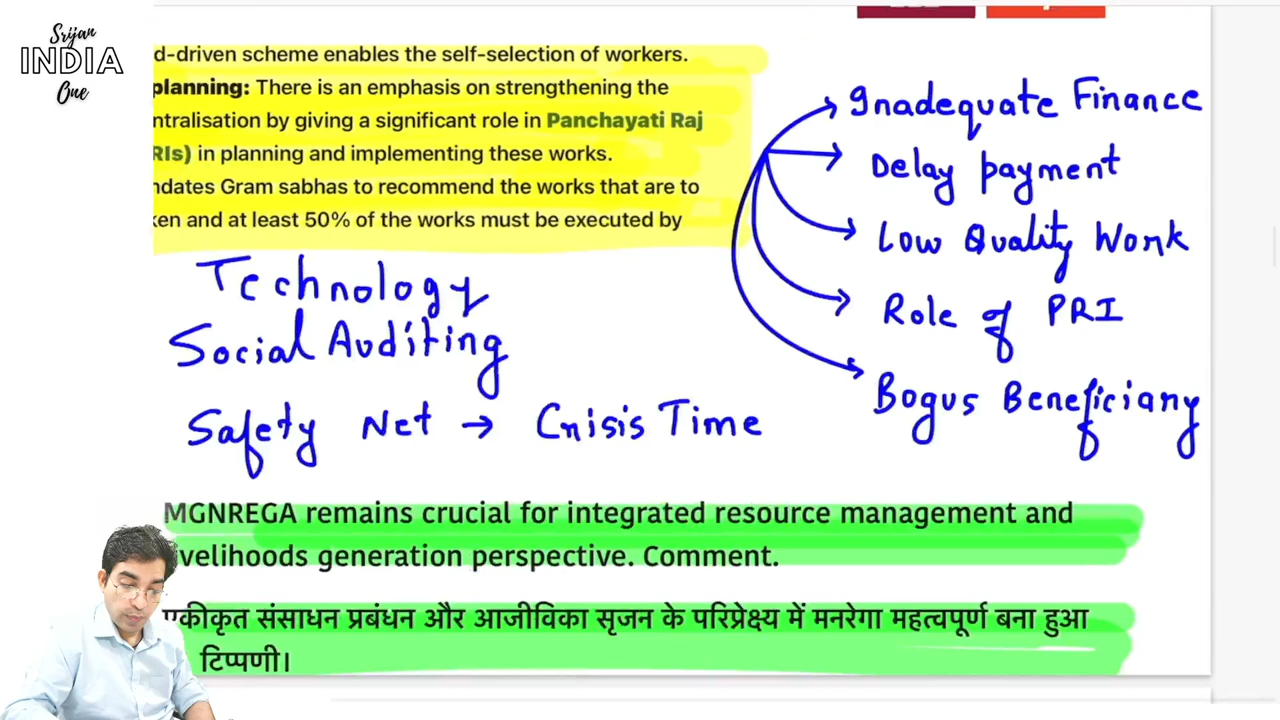 Srijan
INDIA
One
d-driven scheme enables the self-selection of workers.
planning: There is an emphasis on strengthening the
ntralisation by giving a significant role in Panchayati Raj
RIs) in planning and implementing these works.
ndates Gram sabhas to recommend the works that are to
ken and at least 50% of the works must be executed by
Technology
Social Auditing
Safety Net → Crisis Time
Inadequate Finance
Delay payment
Low Quality Work
Role of PRI
Bogus Beneficiary
MGNREGA remains crucial for integrated resource management and
ivelihoods generation perspective. Comment.
एकीकृत संसाधन प्रबंधन और आजीविका सृजन के परिप्रेक्ष्य में मनरेगा महत्वपूर्ण बना हुआ
टिप्पणी।